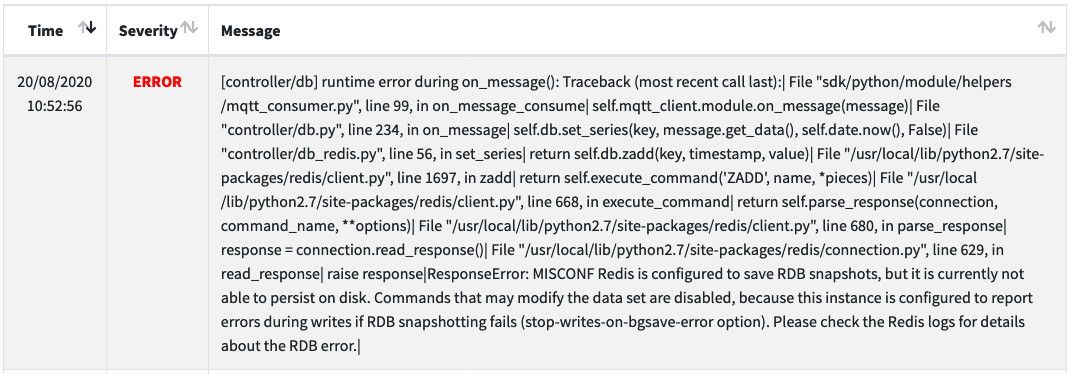 Time Severity Message
20/08/2020 ERROR [controller/db] runtime error during on_message(): Traceback (most recent call last):| File "sdk/python/module/helpers
10:52:56 /mqtt_consumer.py", line 99, in on_message_consume| self.mqtt_client.module.on_message(message)| File
"controller/db.py", line 234, in on_message| self.db.set_series(key, message.get_data(), self.date.now(), False)| File
"controller/db_redis.py", line 56, in set_series| return self.db.zadd(key, timestamp, value)| File "/usr/local/lib/python2.7/site-
packages/redis/client.py", line 1697, in zadd| return self.execute_command('ZADD', name, *pieces)| File "/usr/local
/lib/python2.7/site-packages/redis/client.py", line 668, in execute_command| return self.parse_response(connection,
command_name, **options)| File "/usr/local/lib/python2.7/site-packages/redis/client.py", line 680, in parse_response|
response = connection.read_response()| File "/usr/local/lib/python2.7/site-packages/redis/connection.py", line 629, in
read_response| raise response|ResponseError: MISCONF Redis is configured to save RDB snapshots, but it is currently not
able to persist on disk. Commands that may modify the data set are disabled, because this instance is configured to report
errors during writes if RDB snapshotting fails (stop-writes-on-bgsave-error option). Please check the Redis logs for details
about the RDB error.|